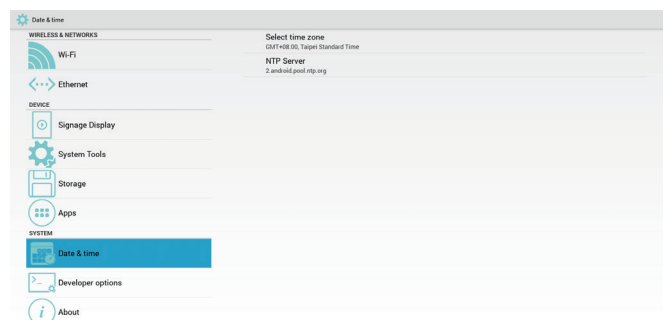 Date & time
WIRELESS & NETWORKS
Wi-Fi
Ethernet
DEVICE
Signage Display
System Tools
Storage
Apps
SYSTEM
Date & time
Developer options
About
Select time zone
GMT+08:00, Taipei Standard Time
NTP Server
2.android.pool.ntp.org